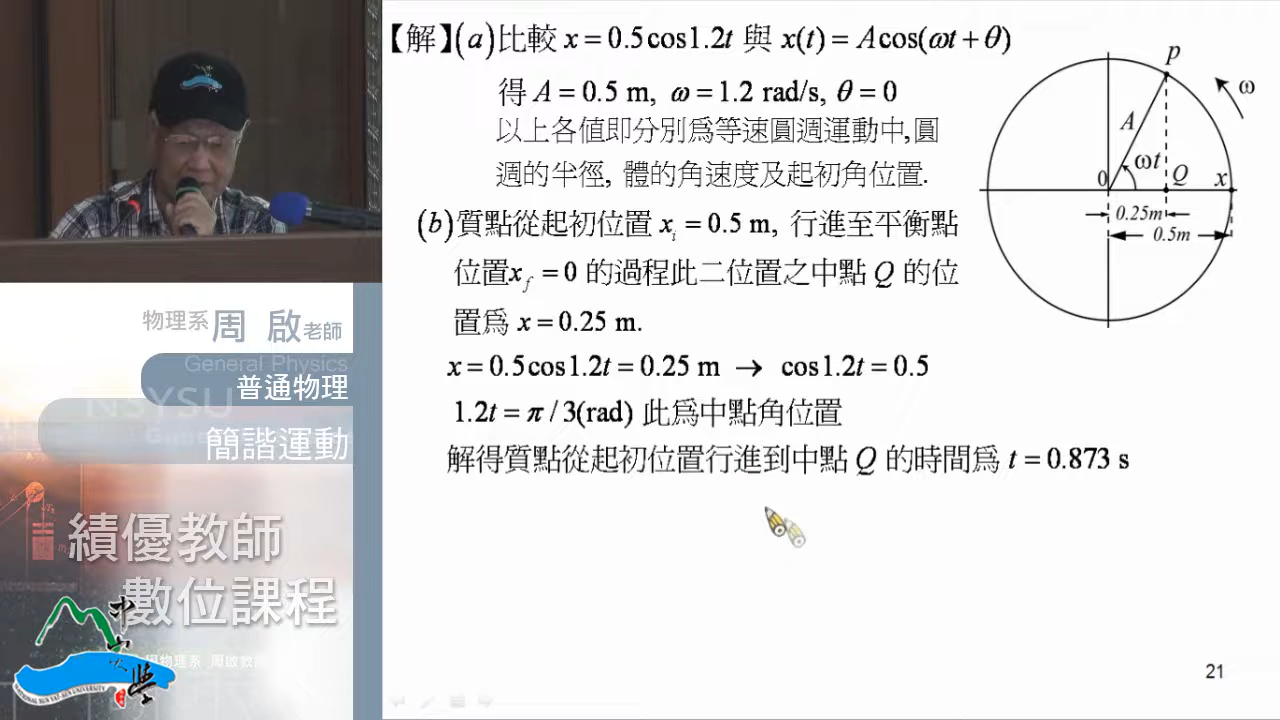 【解】(a)比較 x = 0.5cos1.2t 與 x(t) = A cos(ωt + θ)
得 A = 0.5 m, ω = 1.2 rad/s, θ = 0
以上各值即分別為等速圓週運動中,圓
週的半徑, 體的角速度及起初角位置.
(b)質點從起初位置 xᵢ = 0.5 m, 行進至平衡點
位置x_f = 0 的過程此二位置之中點 Q 的位
置為 x = 0.25 m.
x = 0.5cos1.2t = 0.25 m → cos1.2t = 0.5
1.2t = π / 3(rad) 此為中點角位置
解得質點從起初位置行進到中點 Q 的時間為 t = 0.873 s
p
ω
A
ωt
0
Q
x
0.25m
0.5m
物理系周 啟老師
General Physics
普通物理
NSYSU
簡諧運動
績優教師
數位課程
21